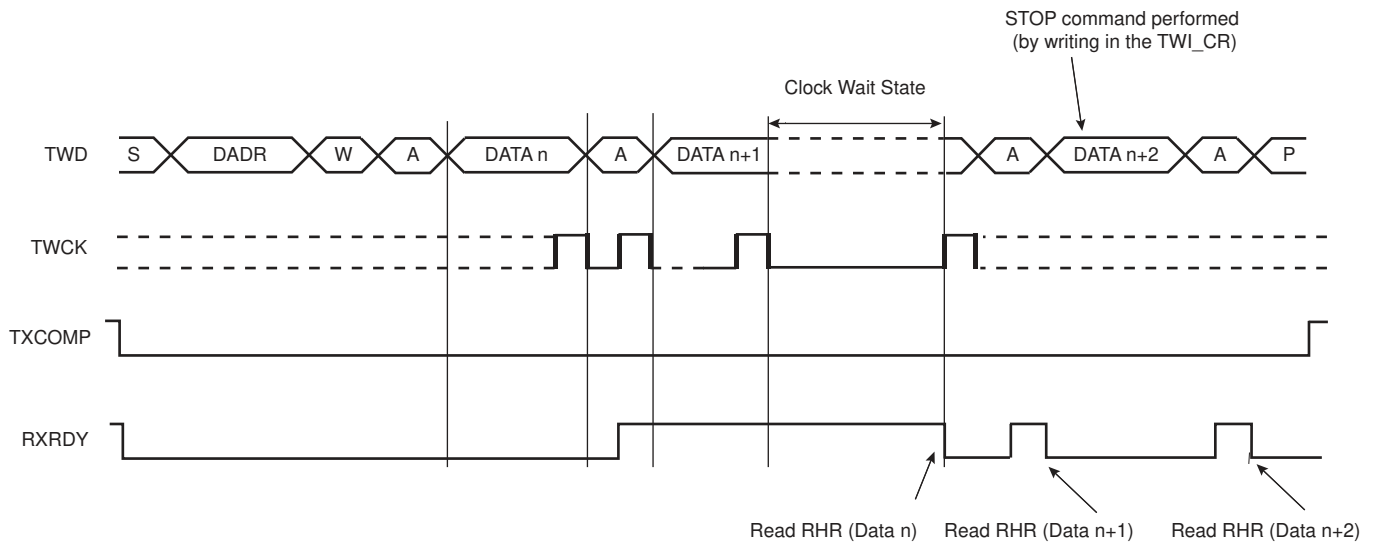 STOP command performed
(by writing in the TWI_CR)
Clock Wait State
TWD S DADR W A DATA n A DATA n+1 A DATA n+2 A P
TWCK
TXCOMP
RXRDY
Read RHR (Data n) Read RHR (Data n+1) Read RHR (Data n+2)